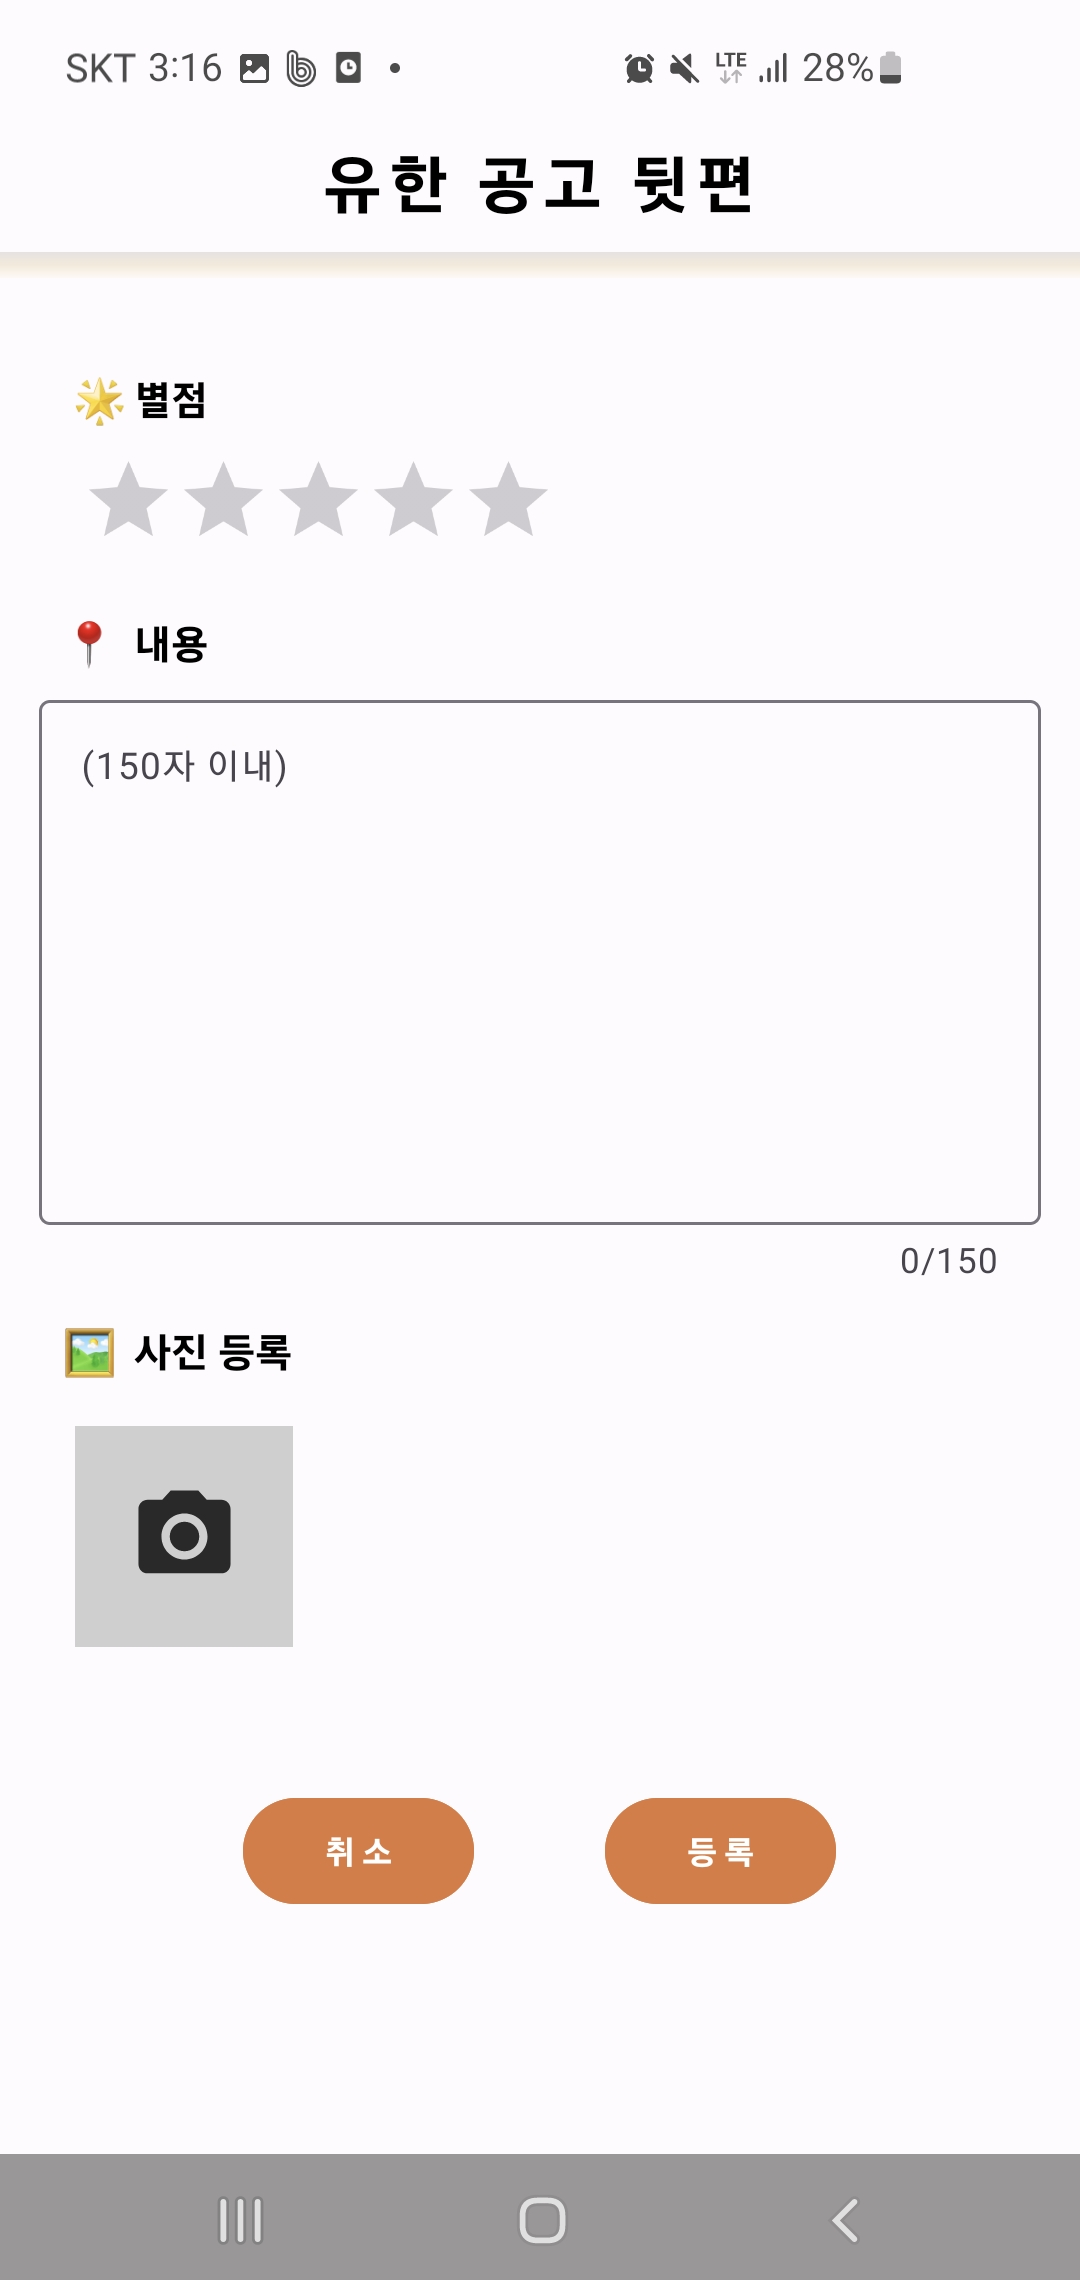 SKT 3:16 LTE 28%
유한 공고 뒷편
🌟 별점
📍 내용
(150자 이내)
0/150
🖼️ 사진 등록
취소 등록